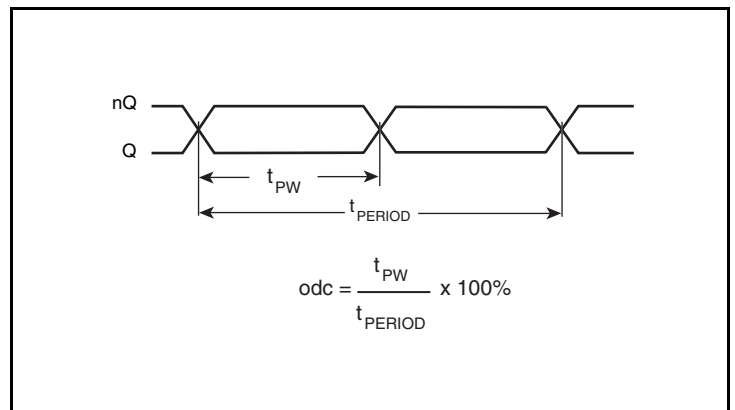 nQ
Q
tPW
tPERIOD
odc = tPW / tPERIOD x 100%